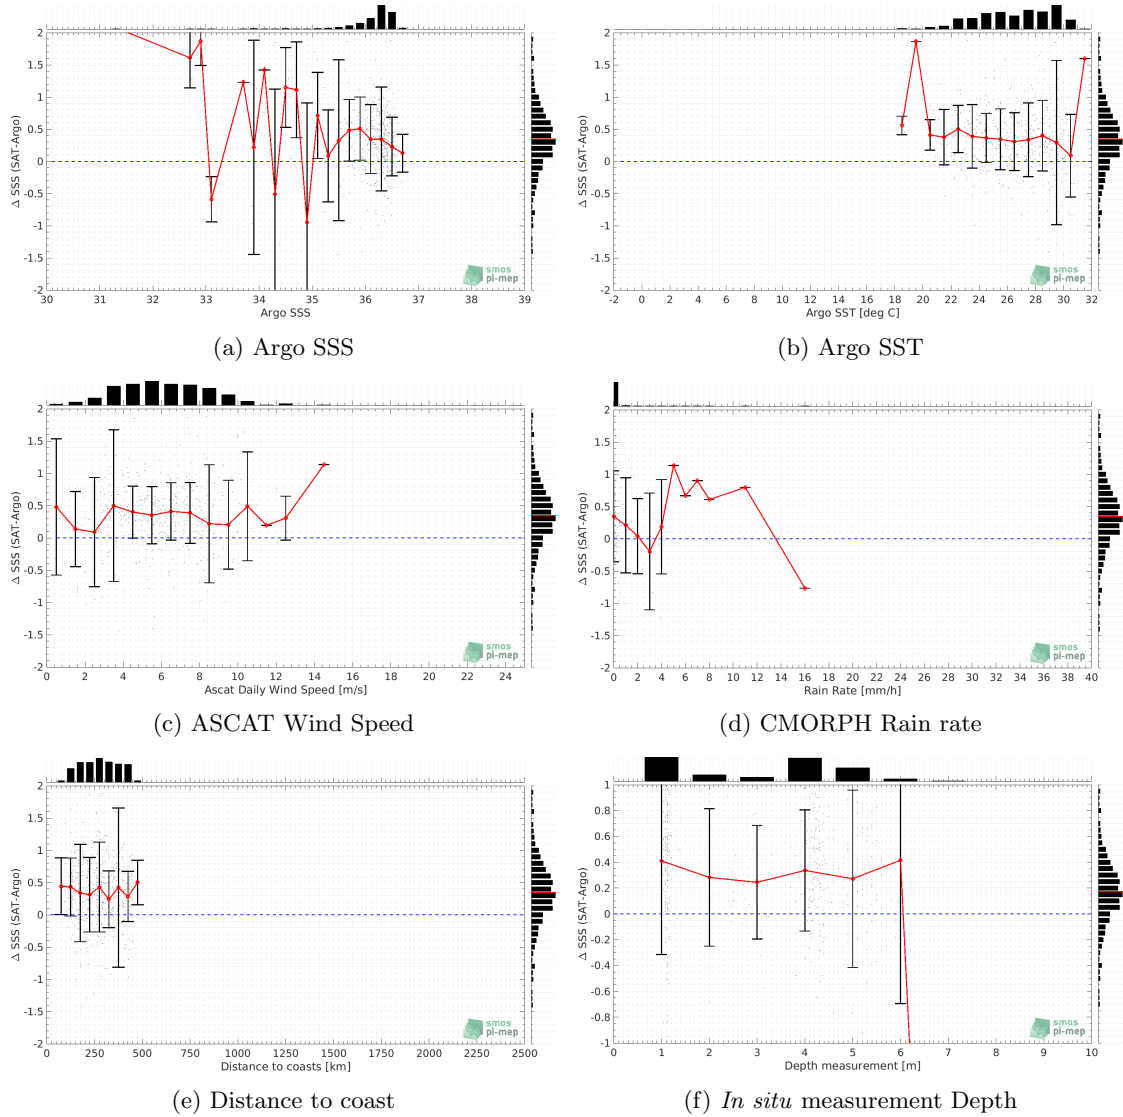 2
1.5
1
0.5
0
-0.5
-1
-1.5
-2
Δ SSS (SAT-Argo)
30 31 32 33 34 35 36 37 38 39
Argo SSS
smos
pi-mep
(a) Argo SSS
2
1.5
1
0.5
0
-0.5
-1
-1.5
-2
Δ SSS (SAT-Argo)
-2 0 2 4 6 8 10 12 14 16 18 20 22 24 26 28 30 32
Argo SST [deg C]
smos
pi-mep
(b) Argo SST
2
1.5
1
0.5
0
-0.5
-1
-1.5
-2
Δ SSS (SAT-Argo)
0 2 4 6 8 10 12 14 16 18 20 22 24
Ascat Daily Wind Speed [m/s]
smos
pi-mep
(c) ASCAT Wind Speed
2
1.5
1
0.5
0
-0.5
-1
-1.5
-2
Δ SSS (SAT-Argo)
0 2 4 6 8 10 12 14 16 18 20 22 24 26 28 30 32 34 36 38 40
Rain Rate [mm/h]
smos
pi-mep
(d) CMORPH Rain rate
2
1.5
1
0.5
0
-0.5
-1
-1.5
-2
Δ SSS (SAT-Argo)
0 250 500 750 1000 1250 1500 1750 2000 2250 2500
Distance to coasts [km]
smos
pi-mep
(e) Distance to coast
1
0.8
0.6
0.4
0.2
0
-0.2
-0.4
-0.6
-0.8
-1
Δ SSS (SAT-Argo)
0 1 2 3 4 5 6 7 8 9 10
Depth measurement [m]
smos
pi-mep
(f) In situ measurement Depth